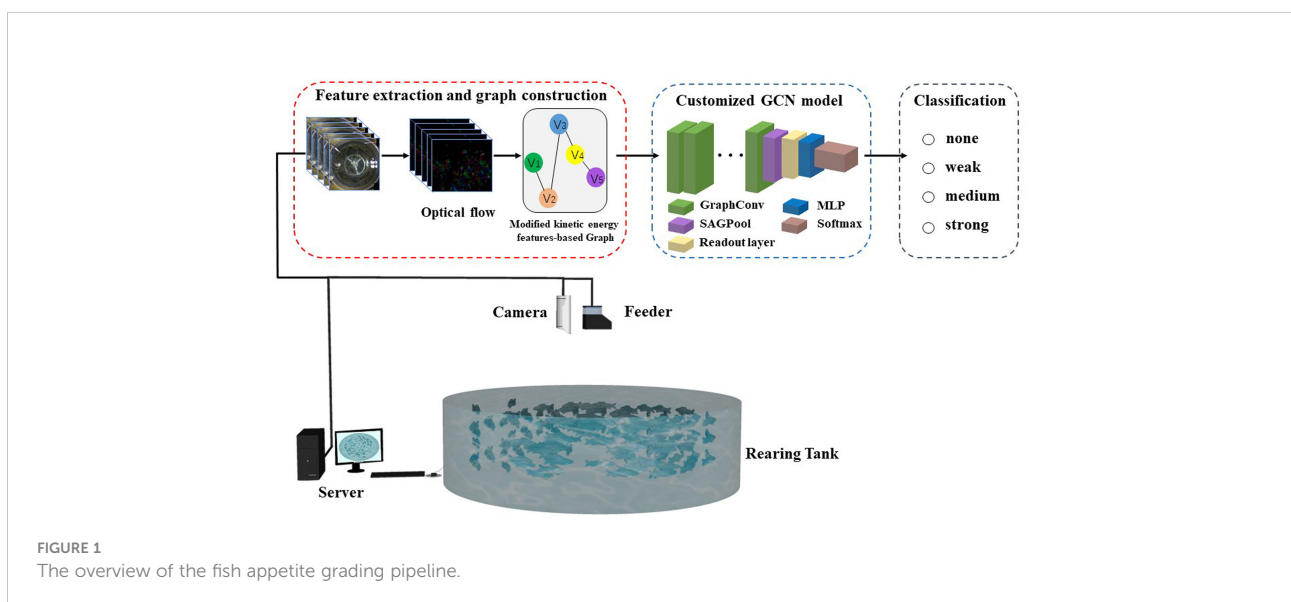 Feature extraction and graph construction
Optical flow
V1
V2
V3
V4
V5
Modified kinetic energy
features-based Graph
Customized GCN model
GraphConv
SAGPool
Readout layer
MLP
Softmax
Classification
none
weak
medium
strong
Camera
Feeder
Server
Rearing Tank
FIGURE 1
The overview of the fish appetite grading pipeline.